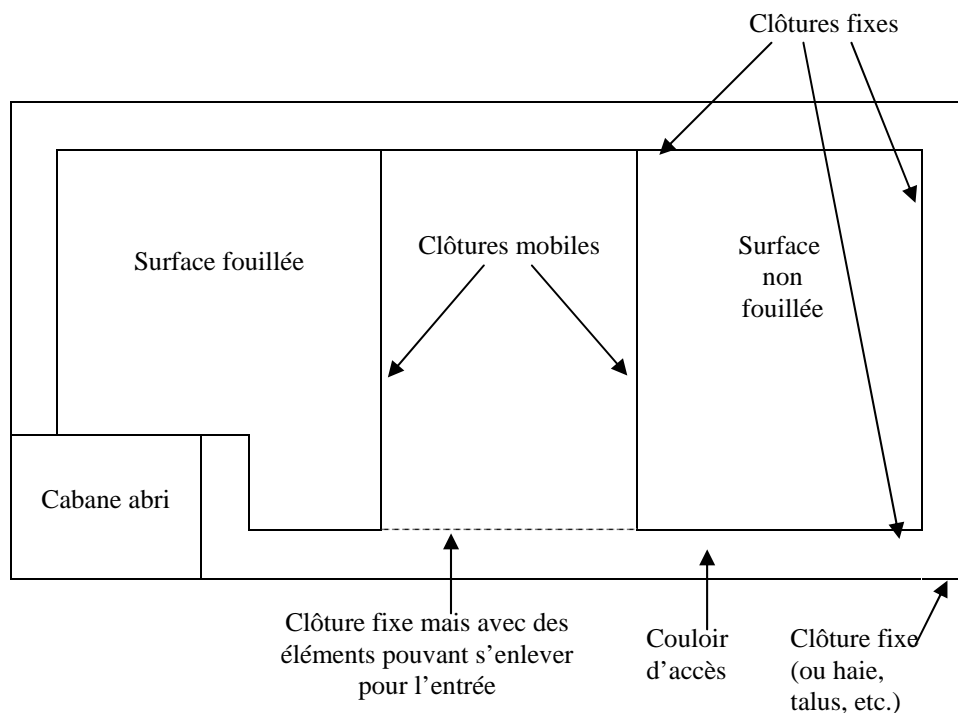 Clôtures fixes
Surface fouillée
Clôtures mobiles
Surface
non
fouillée
Cabane abri
Clôture fixe mais avec des
éléments pouvant s’enlever
pour l’entrée
Couloir
d’accès
Clôture fixe
(ou haie,
talus, etc.)